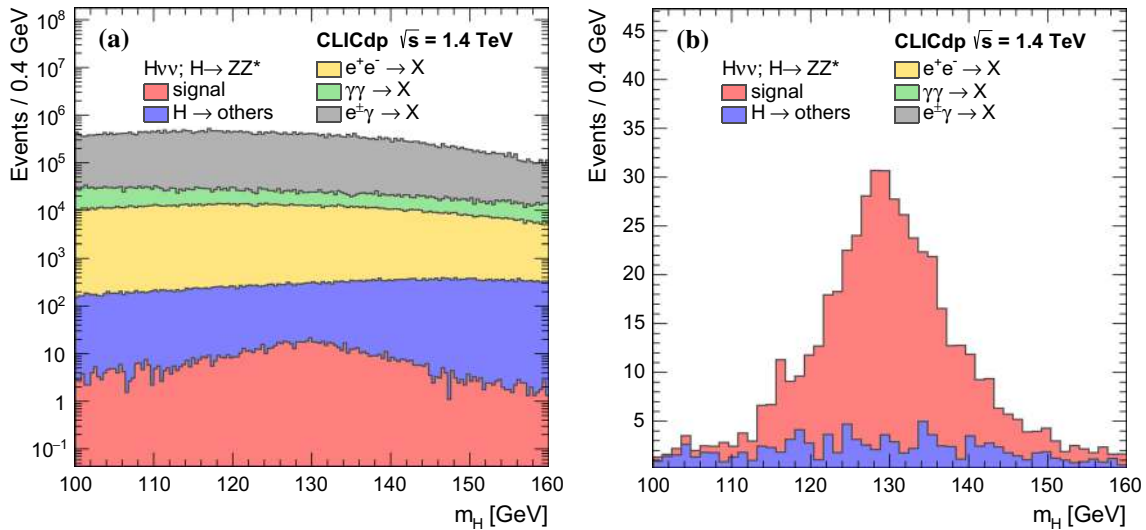 (a)
CLICdp √s = 1.4 TeV
Hνν; H→ ZZ*
signal
H → others
e⁺e⁻ → X
γγ → X
e±γ → X
Events / 0.4 GeV
10⁸
10⁷
10⁶
10⁵
10⁴
10³
10²
10
1
10⁻¹
100 110 120 130 140 150 160
m_H [GeV]
(b)
CLICdp √s = 1.4 TeV
Hνν; H→ ZZ*
signal
H → others
e⁺e⁻ → X
γγ → X
e±γ → X
Events / 0.4 GeV
45
40
35
30
25
20
15
10
5
100 110 120 130 140 150 160
m_H [GeV]